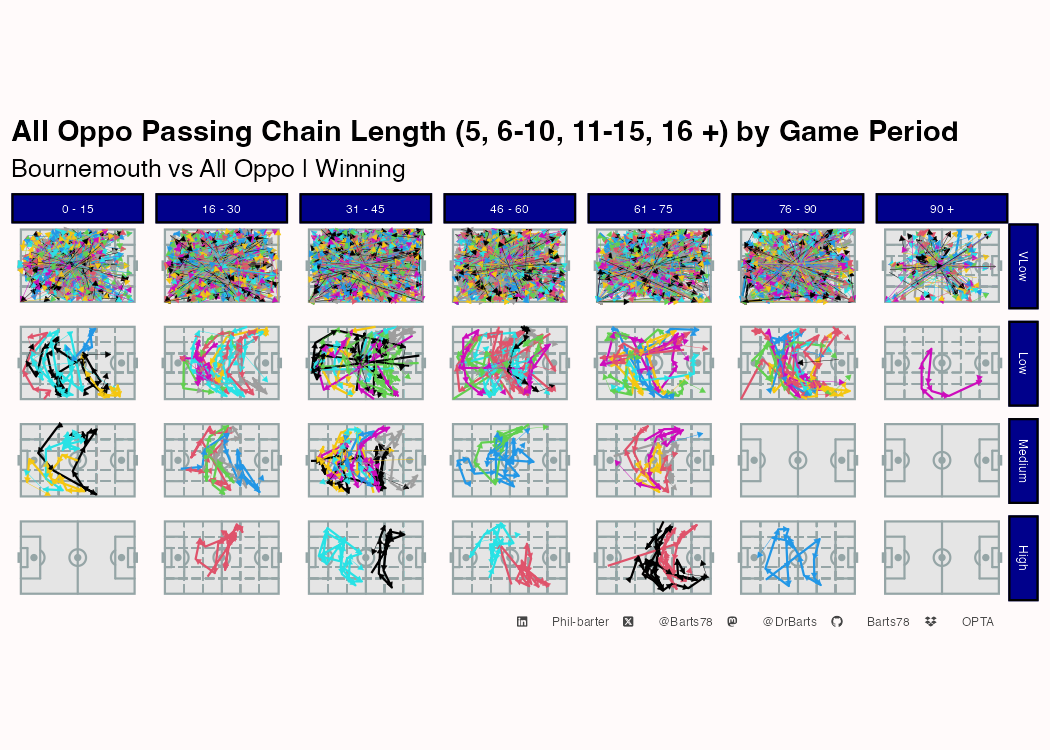 All Oppo Passing Chain Length (5, 6-10, 11-15, 16 +) by Game Period
Bournemouth vs All Oppo | Winning
0 - 15
16 - 30
31 - 45
46 - 60
61 - 75
76 - 90
90 +
VLow
Low
Medium
High
Phil-barter @Barts78 @DrBarts Barts78 OPTA